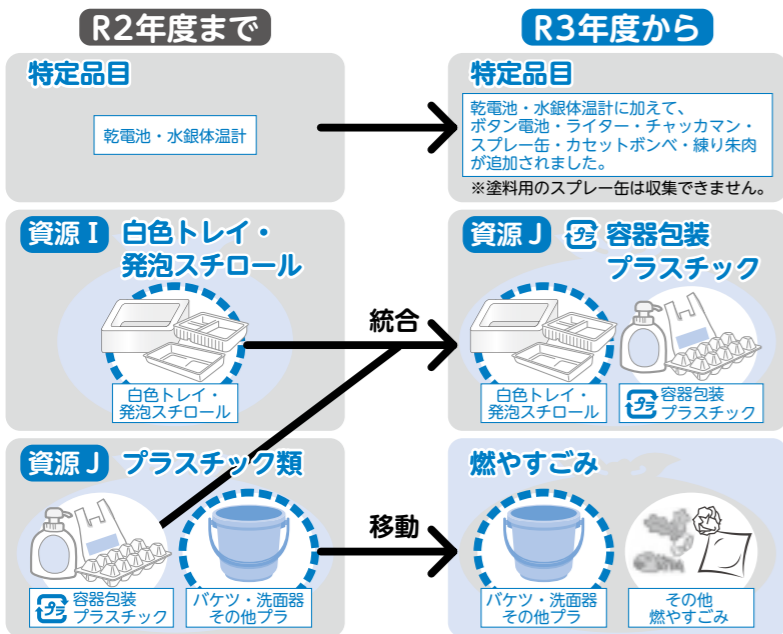 R2年度まで
R3年度から
特定品目
乾電池・水銀体温計
特定品目
乾電池・水銀体温計に加えて、
ボタン電池・ライター・チャッカマン・
スプレー缶・カセットボンベ・練り朱肉
が追加されました。
※塗料用のスプレー缶は収集できません。
資源 I 白色トレイ・
発泡スチロール
白色トレイ・
発泡スチロール
統合
資源 J プラ 容器包装
プラスチック
白色トレイ・
発泡スチロール
プラ 容器包装
プラスチック
資源 J プラスチック類
プラ 容器包装
プラスチック
バケツ・洗面器
その他プラ
移動
燃やすごみ
バケツ・洗面器
その他プラ
その他
燃やすごみ